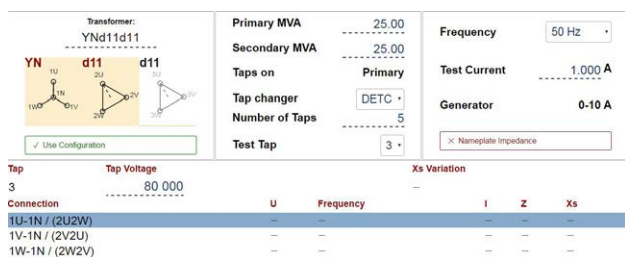 Transformer:
YNd11d11
YN d11 d11
1U 2U 3U
1N 2V 3V
1W 1V 2W 3W
✓ Use Configuration
Primary MVA 25.00
Secondary MVA 25.00
Taps on Primary
Tap changer DETC
Number of Taps 5
Test Tap 3
Frequency 50 Hz
Test Current 1.000 A
Generator 0-10 A
× Nameplate Impedance
Tap Tap Voltage Xs Variation
3 80 000 –
Connection U Frequency I Z Xs
1U-1N / (2U2W) – – – – –
1V-1N / (2V2U) – – – – –
1W-1N / (2W2V) – – – – –